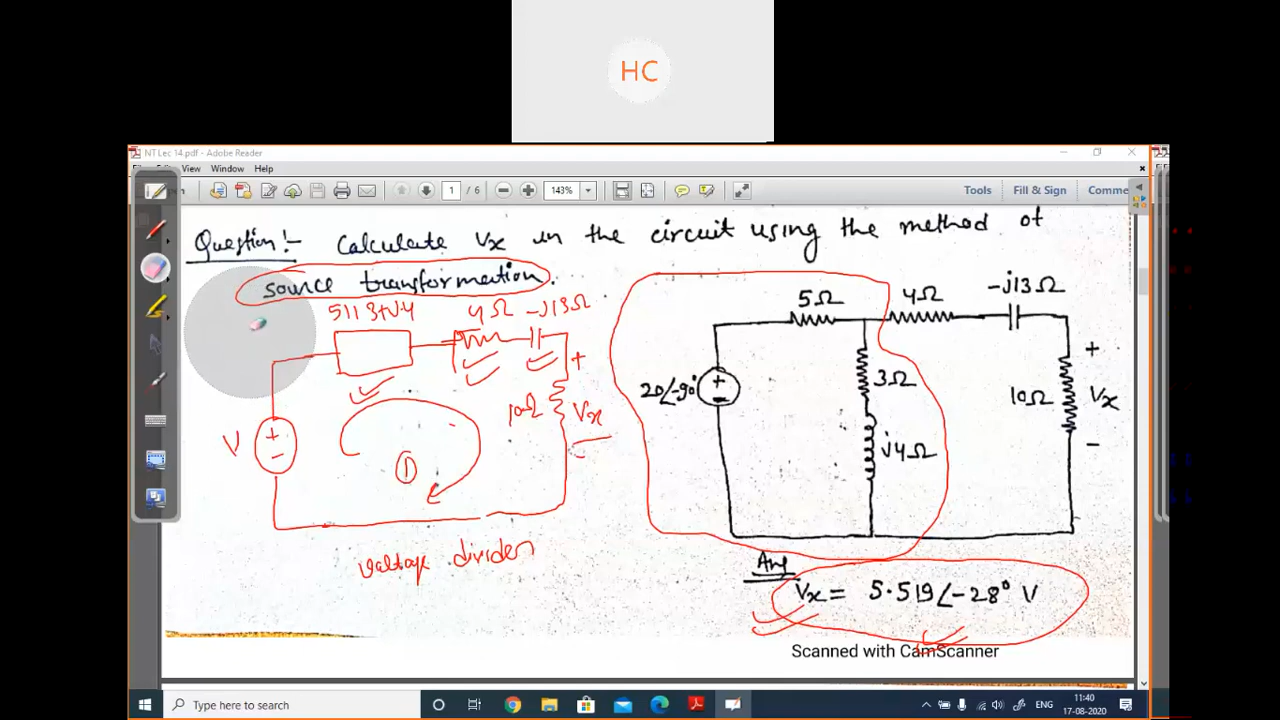 HC
NT Lec 14.pdf - Adobe Reader
View Window Help
1 / 6 143% Tools Fill & Sign Comme
Question:- Calculate Vx in the circuit using the method of
source transformation.
5||3+j4 4Ω -j13Ω
+
10Ω Vx
-
V + -
1
voltage divider
5Ω 4Ω -j13Ω
20∠-90° + -
3Ω
j4Ω
10Ω + Vx -
Ans
Vx = 5.519∠-28° V
Scanned with CamScanner
Type here to search
ENG
11:40
17-08-2020